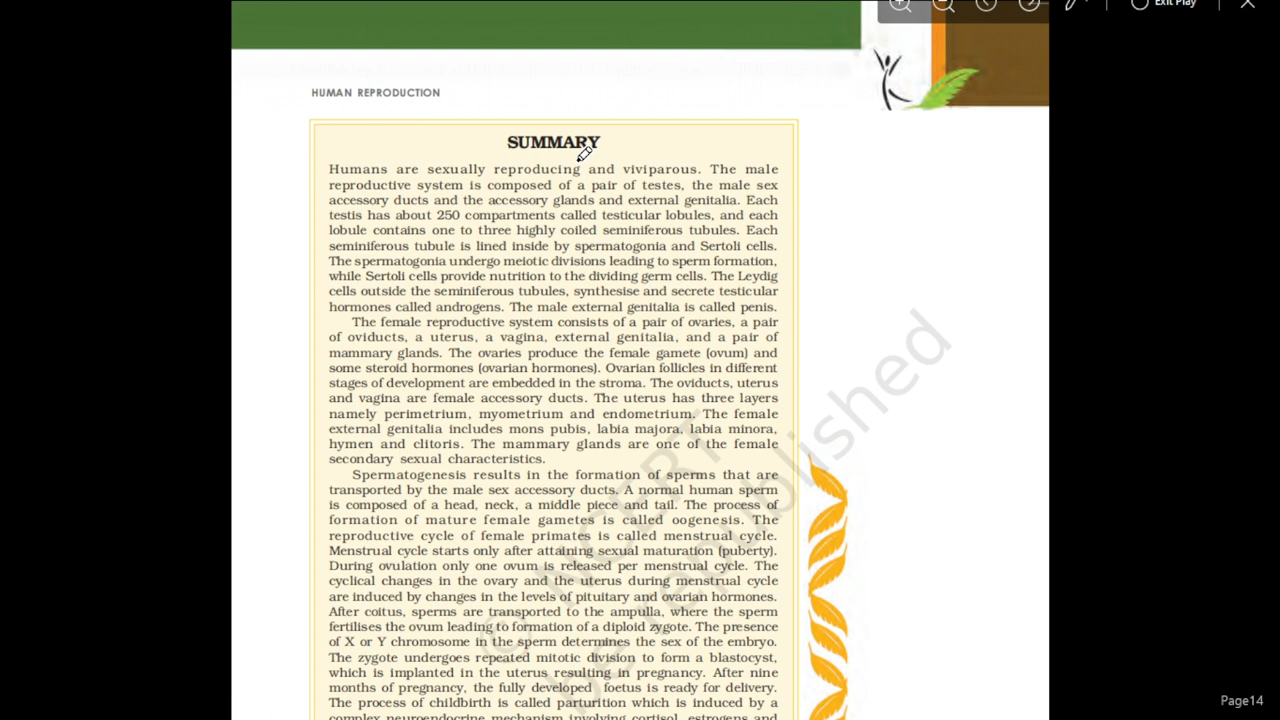 Exit Play
HUMAN REPRODUCTION
SUMMARY
Humans are sexually reproducing and viviparous. The male
reproductive system is composed of a pair of testes, the male sex
accessory ducts and the accessory glands and external genitalia. Each
testis has about 250 compartments called testicular lobules, and each
lobule contains one to three highly coiled seminiferous tubules. Each
seminiferous tubule is lined inside by spermatogonia and Sertoli cells.
The spermatogonia undergo meiotic divisions leading to sperm formation,
while Sertoli cells provide nutrition to the dividing germ cells. The Leydig
cells outside the seminiferous tubules, synthesise and secrete testicular
hormones called androgens. The male external genitalia is called penis.
The female reproductive system consists of a pair of ovaries, a pair
of oviducts, a uterus, a vagina, external genitalia, and a pair of
mammary glands. The ovaries produce the female gamete (ovum) and
some steroid hormones (ovarian hormones). Ovarian follicles in different
stages of development are embedded in the stroma. The oviducts, uterus
and vagina are female accessory ducts. The uterus has three layers
namely perimetrium, myometrium and endometrium. The female
external genitalia includes mons pubis, labia majora, labia minora,
hymen and clitoris. The mammary glands are one of the female
secondary sexual characteristics.
Spermatogenesis results in the formation of sperms that are
transported by the male sex accessory ducts. A normal human sperm
is composed of a head, neck, a middle piece and tail. The process of
formation of mature female gametes is called oogenesis. The
reproductive cycle of female primates is called menstrual cycle.
Menstrual cycle starts only after attaining sexual maturation (puberty).
During ovulation only one ovum is released per menstrual cycle. The
cyclical changes in the ovary and the uterus during menstrual cycle
are induced by changes in the levels of pituitary and ovarian hormones.
After coitus, sperms are transported to the ampulla, where the sperm
fertilises the ovum leading to formation of a diploid zygote. The presence
of X or Y chromosome in the sperm determines the sex of the embryo.
The zygote undergoes repeated mitotic division to form a blastocyst,
which is implanted in the uterus resulting in pregnancy. After nine
months of pregnancy, the fully developed foetus is ready for delivery.
The process of childbirth is called parturition which is induced by a
complex neuroendocrine mechanism involving cortisol, estrogens and
© NCERT
be republished
Page14